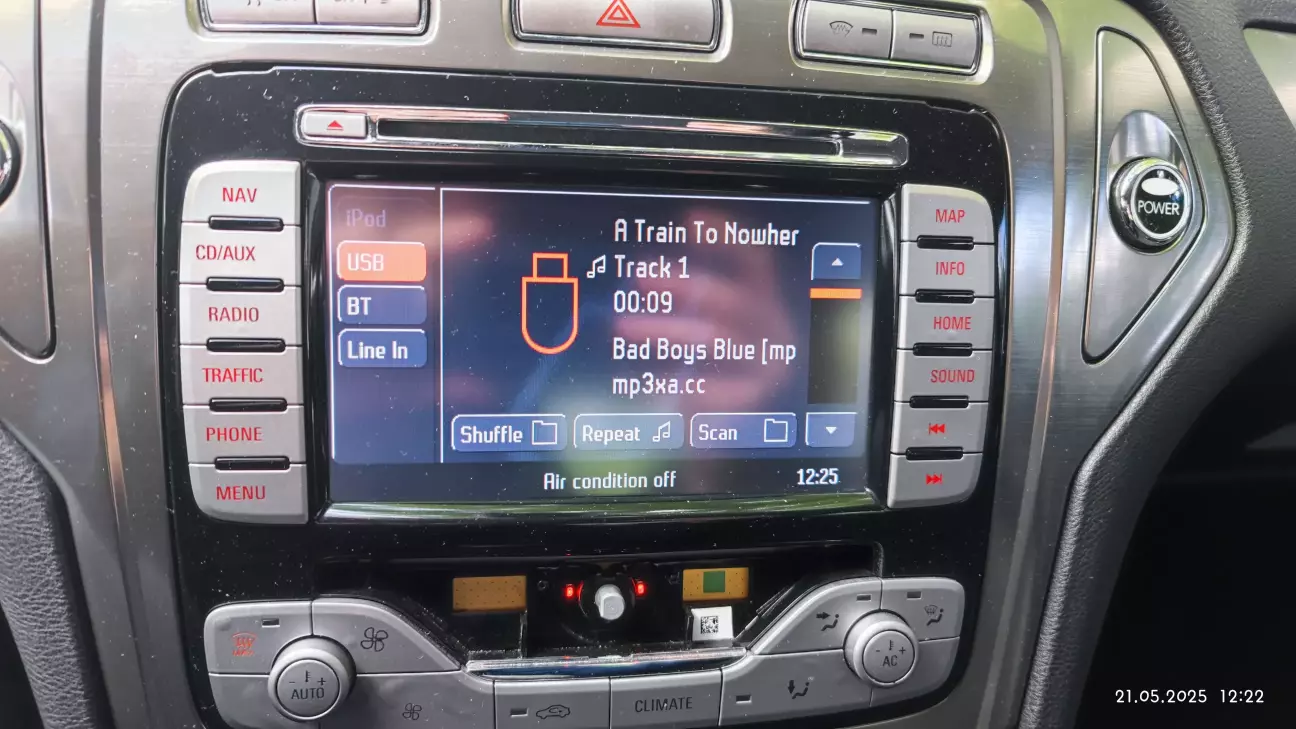 NAV
CD/AUX
RADIO
TRAFFIC
PHONE
MENU
iPod
USB
BT
Line In
A Train To Nowher
Track 1
00:09
Bad Boys Blue [mp
mp3xa.cc
Shuffle
Repeat
Scan
Air condition off
12:25
MAP
INFO
HOME
SOUND
POWER
- +
AUTO
CLIMATE
- +
AC
21.05.2025 12:22